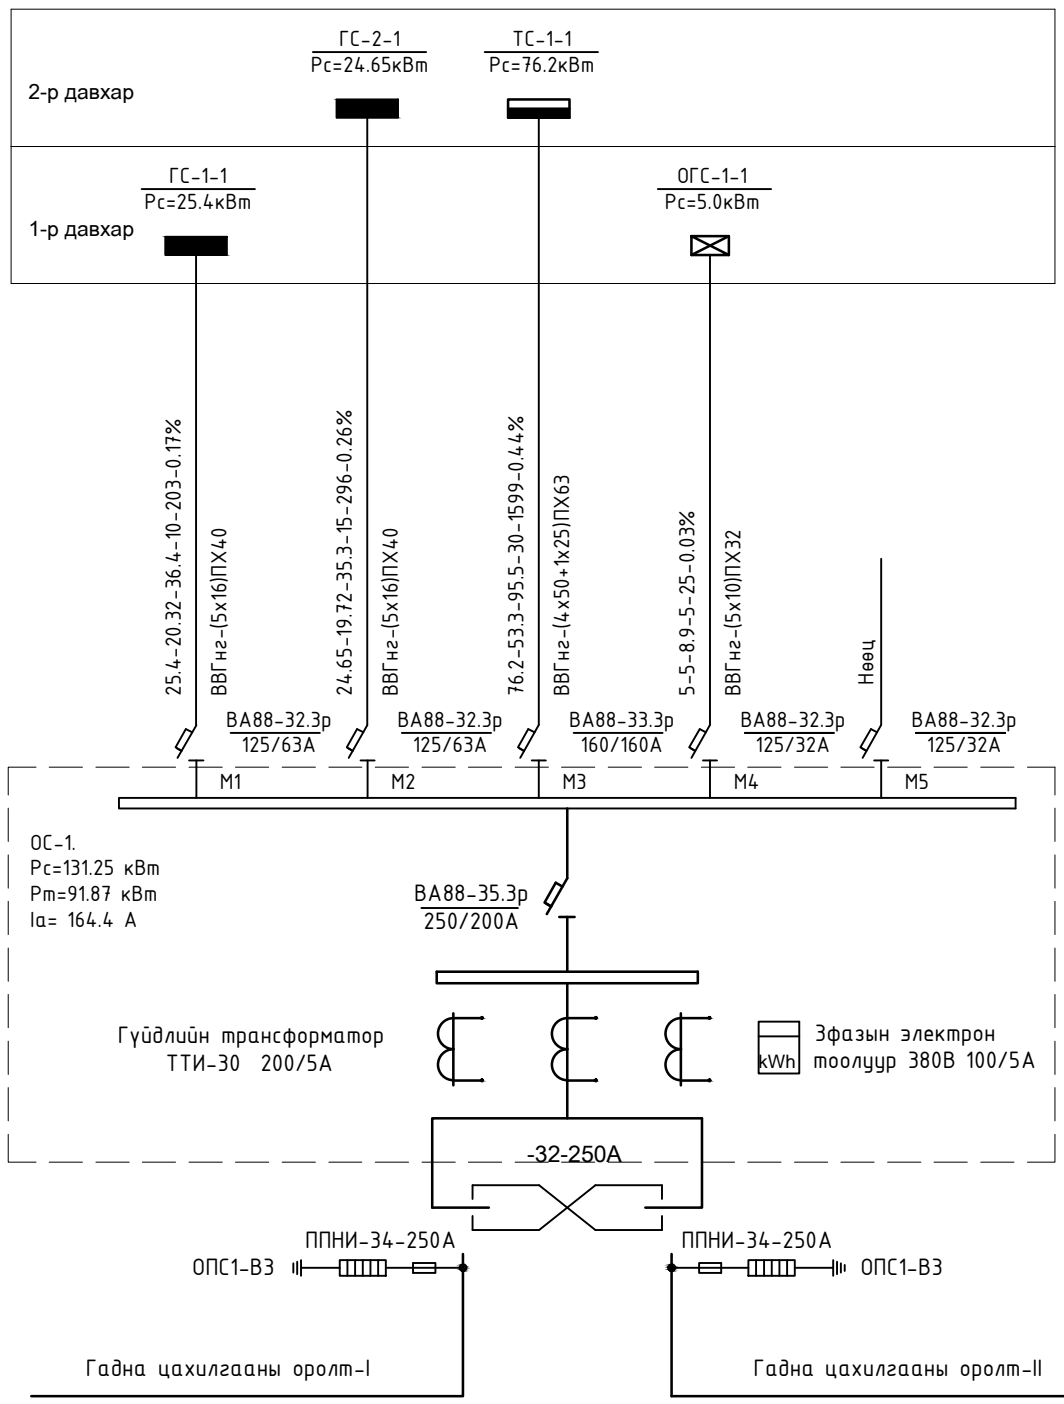 ГС-2-1
Рс=24.65кВт
ТС-1-1
Рс=76.2кВт
2-р давхар
ГС-1-1
Рс=25.4кВт
ОГС-1-1
Рс=5.0кВт
1-р давхар
25.4-20.32-36.4-10-203-0.17%
ВВГнг-(5х16)ПХ40
24.65-19.72-35.3-15-296-0.26%
ВВГнг-(5х16)ПХ40
76.2-53.3-95.5-30-1599-0.44%
ВВГнг-(4х50+1х25)ПХ63
5-5-8.9-5-25-0.03%
ВВГнг-(5х10)ПХ32
Нөөц
ВА88-32.3р
125/63А
ВА88-32.3р
125/63А
ВА88-33.3р
160/160А
ВА88-32.3р
125/32А
ВА88-32.3р
125/32А
М1
М2
М3
М4
М5
ОС-1.
Рс=131.25 кВт
Рт=91.87 кВт
Iа= 164.4 А
ВА88-35.3р
250/200А
Гүйдлийн трансформатор
ТТИ-30 200/5А
kWh
3фазын электрон
тоолуур 380В 100/5А
-32-250А
ППНИ-34-250А
ОПС1-В3
ППНИ-34-250А
ОПС1-В3
Гадна цахилгааны оролт-I
Гадна цахилгааны оролт-II